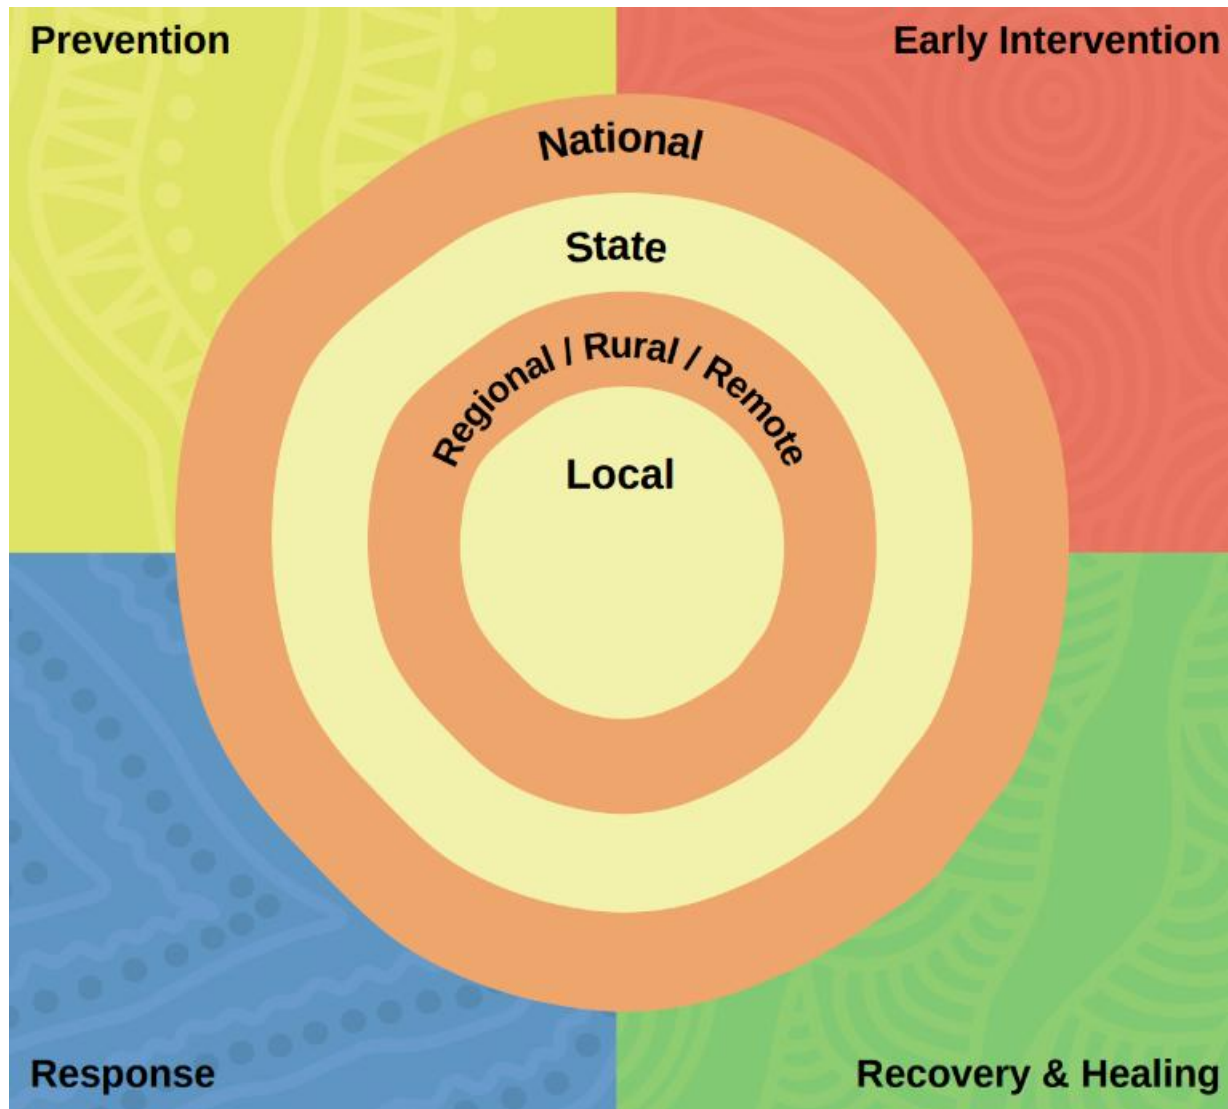 Prevention
Early Intervention
National
State
Regional / Rural / Remote
Local
Response
Recovery & Healing